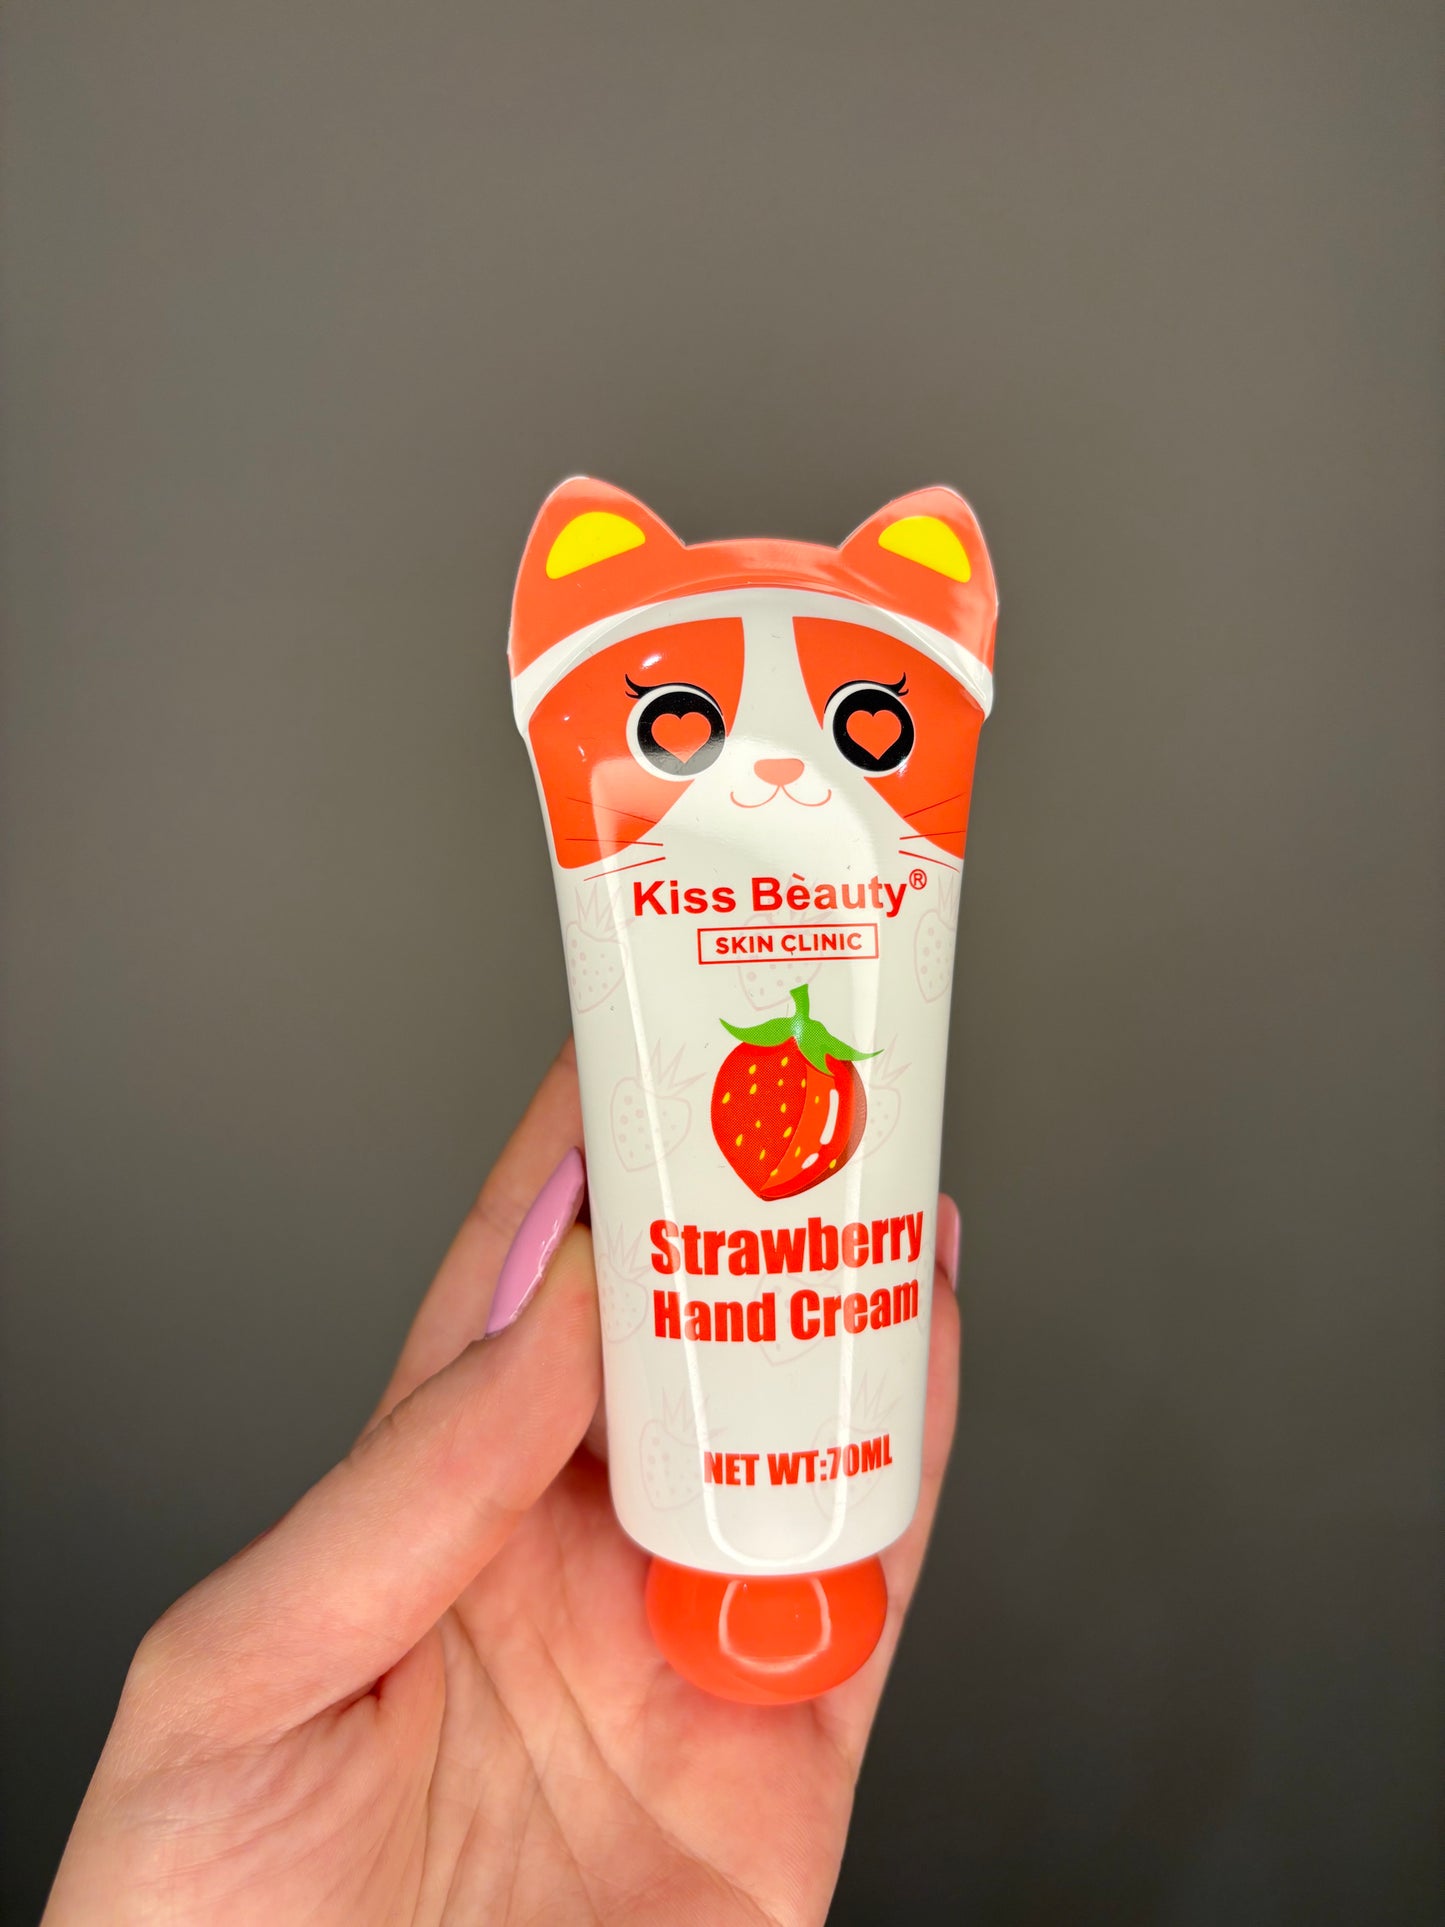 Kiss Bèauty®
SKIN CLINIC
Strawberry
Hand Cream
NET WT:70ML